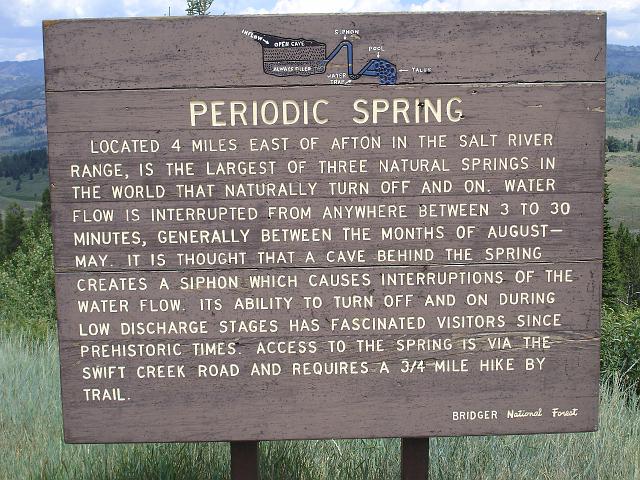 INFLOW
OPEN CAVE
SIPHON
POOL
ALWAYS FILLED
WATER TRAP
TALUS
PERIODIC SPRING
LOCATED 4 MILES EAST OF AFTON IN THE SALT RIVER
RANGE, IS THE LARGEST OF THREE NATURAL SPRINGS IN
THE WORLD THAT NATURALLY TURN OFF AND ON. WATER
FLOW IS INTERRUPTED FROM ANYWHERE BETWEEN 3 TO 30
MINUTES, GENERALLY BETWEEN THE MONTHS OF AUGUST—
MAY. IT IS THOUGHT THAT A CAVE BEHIND THE SPRING
CREATES A SIPHON WHICH CAUSES INTERRUPTIONS OF THE
WATER FLOW. ITS ABILITY TO TURN OFF AND ON DURING
LOW DISCHARGE STAGES HAS FASCINATED VISITORS SINCE
PREHISTORIC TIMES. ACCESS TO THE SPRING IS VIA THE
SWIFT CREEK ROAD AND REQUIRES A 3/4 MILE HIKE BY
TRAIL.
BRIDGER National Forest